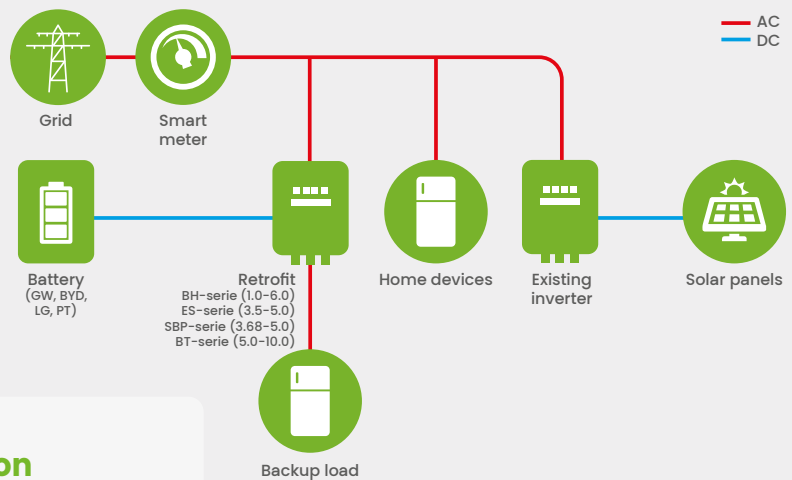 AC
DC
Grid
Smart
meter
Battery
(GW, BYD,
LG, PT)
Retrofit
BH-serie (1.0-6.0)
ES-serie (3.5-5.0)
SBP-serie (3.68-5.0)
BT-serie (5.0-10.0)
Home devices
Existing
inverter
Solar panels
Backup load
on